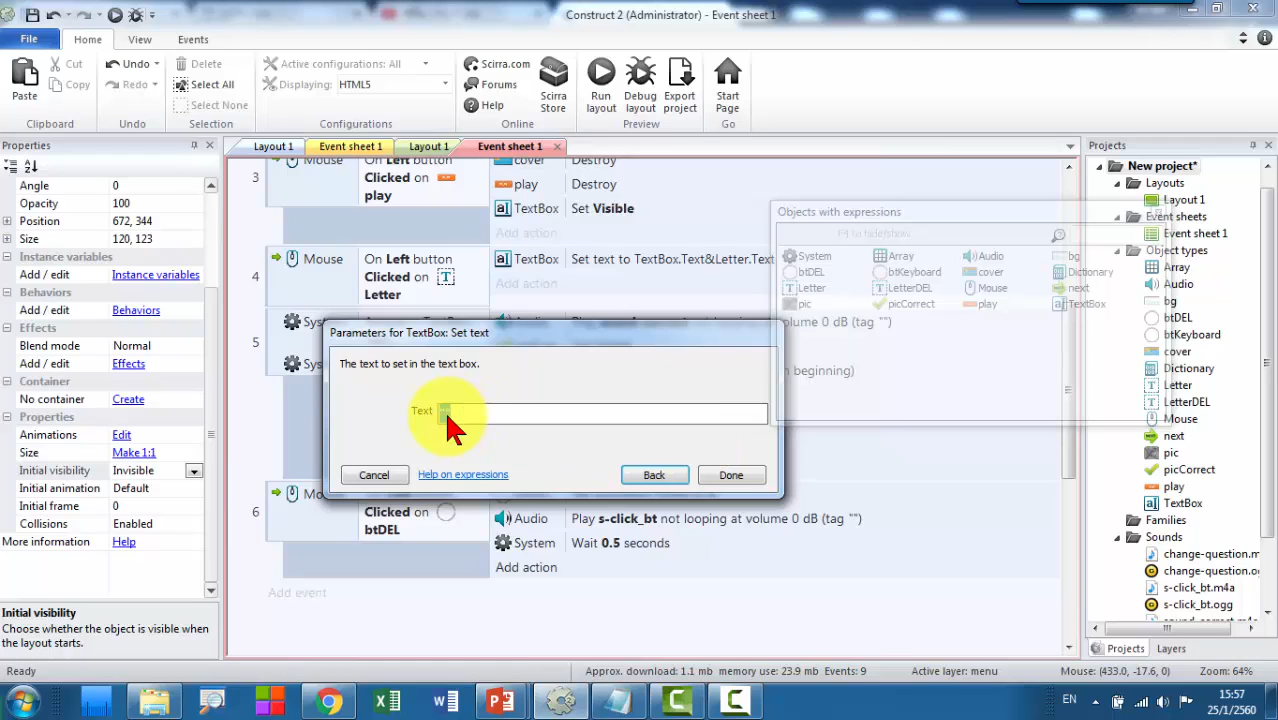 Construct 2 (Administrator) - Event sheet 1
File
Home
View
Events
Paste
Cut
Copy
Clipboard
Undo
Redo
Undo
Delete
Select All
Select None
Selection
Active configurations: All
Displaying:
HTML5
Configurations
Scirra.com
Forums
Help
Scirra
Store
Online
Run
layout
Debug
layout
Export
project
Preview
Start
Page
Go
Properties
Angle
0
Opacity
100
Position
672, 344
Size
120, 123
Instance variables
Add / edit
Instance variables
Behaviors
Add / edit
Behaviors
Effects
Blend mode
Normal
Add / edit
Effects
Container
No container
Create
Properties
Animations
Edit
Size
Make 1:1
Initial visibility
Invisible
Initial animation
Default
Initial frame
0
Collisions
Enabled
More information
Help
Initial visibility
Choose whether the object is visible when
the layout starts.
Layout 1
Event sheet 1
Layout 1
Event sheet 1
3
Mouse
On Left button
Clicked on
play
cover
Destroy
play
Destroy
TextBox
Set Visible
Add action
4
Mouse
On Left button
Clicked on
Letter
TextBox
Set text to TextBox.Text&Letter.Text
Add action
5
volume 0 dB (tag "")
n beginning)
6
Clicked on
btDEL
Audio
Play s-click_bt not looping at volume 0 dB (tag "")
System
Wait 0.5 seconds
Add action
Add event
Objects with expressions
F4 to hide/show
System
Array
Audio
bg
btDEL
btKeyboard
cover
Dictionary
Letter
LetterDEL
Mouse
next
pic
picCorrect
play
TextBox
Parameters for TextBox: Set text
The text to set in the text box.
Text
Cancel
Help on expressions
Back
Done
Projects
New project*
Layouts
Layout 1
Event sheets
Event sheet 1
Object types
Array
Audio
bg
btDEL
btKeyboard
cover
Dictionary
Letter
LetterDEL
Mouse
next
pic
picCorrect
play
TextBox
Families
Sounds
change-question.m
change-question.og
s-click_bt.m4a
s-click_bt.ogg
Projects
Layers
Ready
Approx. download: 1.1 mb
memory use: 23.9 mb
Events: 9
Active layer: menu
Mouse: (433.0, -17.6, 0)
Zoom: 64%
EN
15:57
25/1/2560